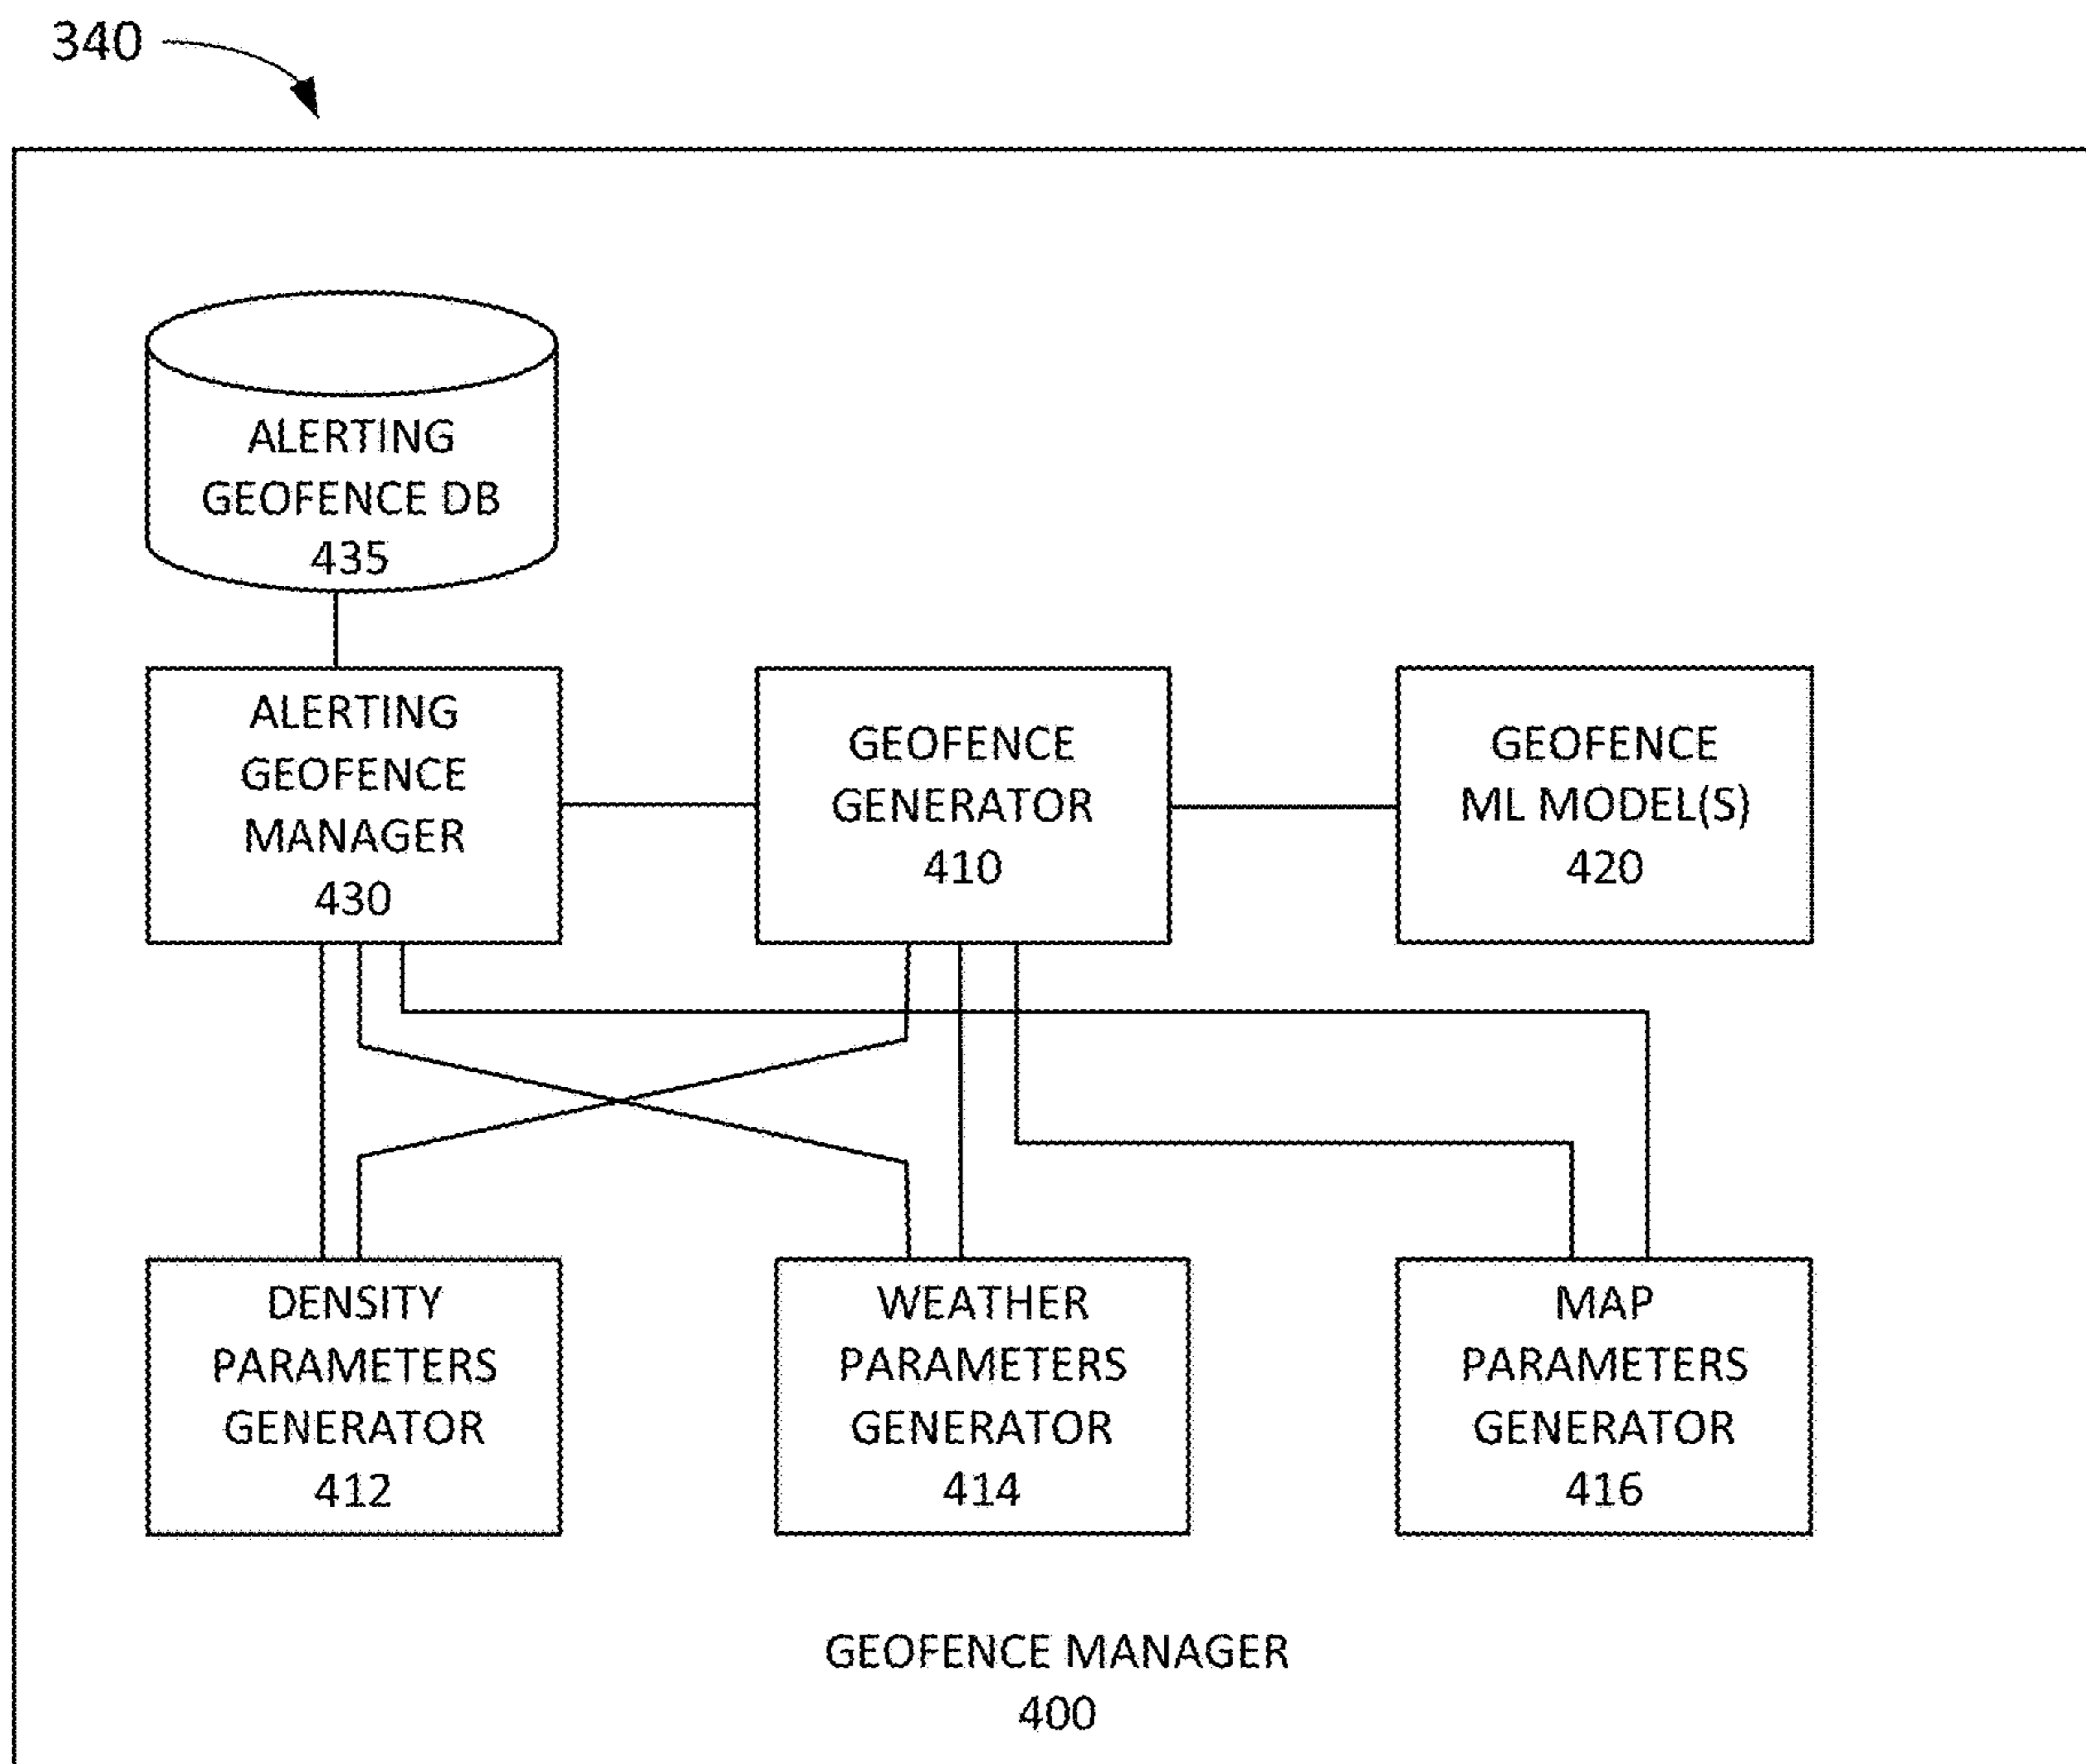 340
ALERTING
GEOFENCE DB
435
ALERTING
GEOFENCE
MANAGER
430
GEOFENCE
GENERATOR
410
GEOFENCE
ML MODEL(S)
420
DENSITY
PARAMETERS
GENERATOR
412
WEATHER
PARAMETERS
GENERATOR
414
MAP
PARAMETERS
GENERATOR
416
GEOFENCE MANAGER
400